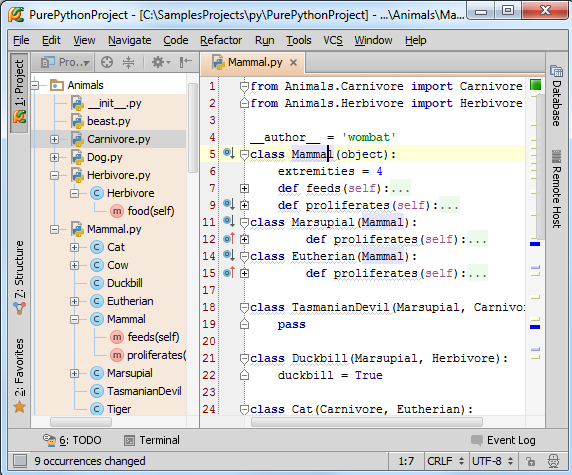 PurePythonProject - [C:\SamplesProjects\py\PurePythonProject] - ...\Animals\Ma...
File Edit View Navigate Code Refactor Run Tools VCS Window Help
Pro... Mammal.py
1: Project
Z: Structure
2: Favorites
Animals
__init__.py
beast.py
Carnivore.py
Dog.py
Herbivore.py
Herbivore
food(self)
Mammal.py
Cat
Cow
Duckbill
Eutherian
Mammal
feeds(self)
proliferates(
Marsupial
TasmanianDevil
Tiger
1 from Animals.Carnivore import Carnivore
2 from Animals.Herbivore import Herbivore
3
4 __author__ = 'wombat'
5 class Mammal(object):
6 extremities = 4
7 def feeds(self):...
9 def proliferates(self):...
11 class Marsupial(Mammal):
12 def proliferates(self):...
14 class Eutherian(Mammal):
15 def proliferates(self):...
17
18 class TasmanianDevil(Marsupial, Carnivo
19 pass
20
21 class Duckbill(Marsupial, Herbivore):
22 duckbill = True
23
24 class Cat(Carnivore, Eutherian):
Database
Remote Host
6: TODO Terminal Event Log
9 occurrences changed 1:7 CRLF UTF-8